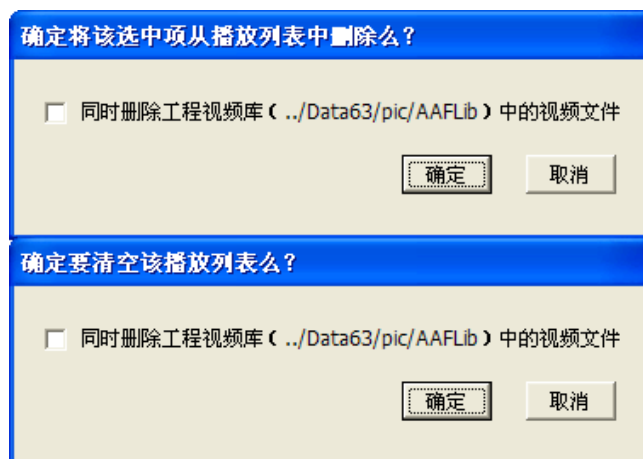 确定将该选中项从播放列表中删除么？
同时删除工程视频库（../Data63/pic/AAFLib）中的视频文件
确定 取消
确定要清空该播放列表么？
同时删除工程视频库（../Data63/pic/AAFLib）中的视频文件
确定 取消